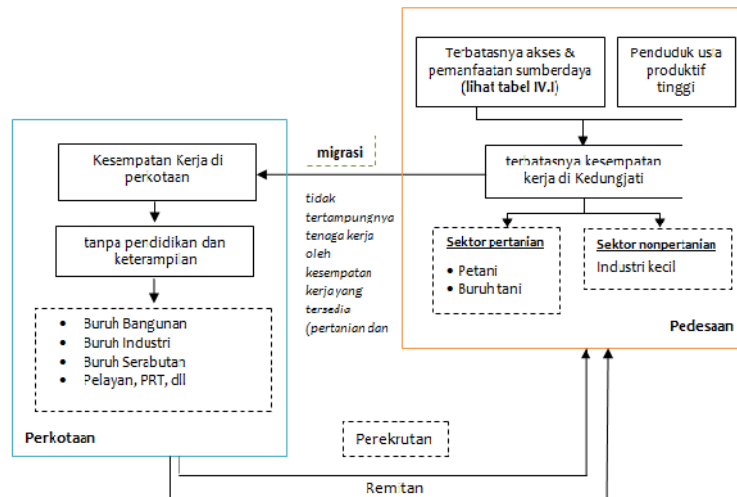 Terbatasnya akses &
pemanfaatan sumberdaya
(lihat tabel IV.I)
Penduduk usia
produktif
tinggi
terbatasnya kesempatan
kerja di Kedungjati
Sektor pertanian
• Petani
• Buruh tani
Sektor nonpertanian
Industri kecil
Pedesaan
migrasi
tidak
tertampungnya
tenaga kerja
oleh
kesempatan
kerja yang
tersedia
(pertanian dan
Kesempatan Kerja di
perkotaan
tanpa pendidikan dan
keterampilan
• Buruh Bangunan
• Buruh Industri
• Buruh Serabutan
• Pelayan, PRT, dll
Perkotaan
Perekrutan
Remitan